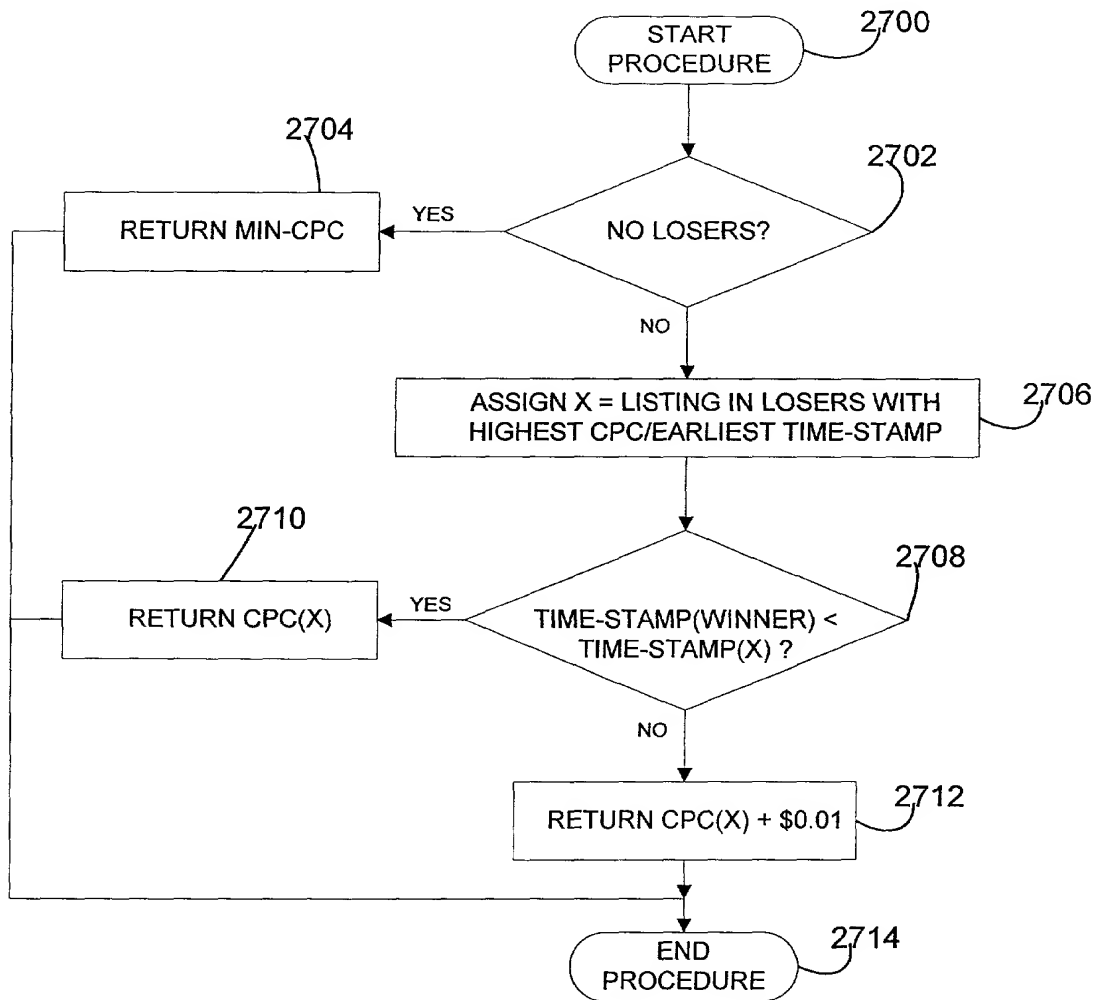 START
PROCEDURE
2700
2704
2702
RETURN MIN-CPC
YES
NO LOSERS?
NO
ASSIGN X = LISTING IN LOSERS WITH
HIGHEST CPC/EARLIEST TIME-STAMP
2706
2710
2708
RETURN CPC(X)
YES
TIME-STAMP(WINNER) <
TIME-STAMP(X) ?
NO
RETURN CPC(X) + $0.01
2712
END
PROCEDURE
2714